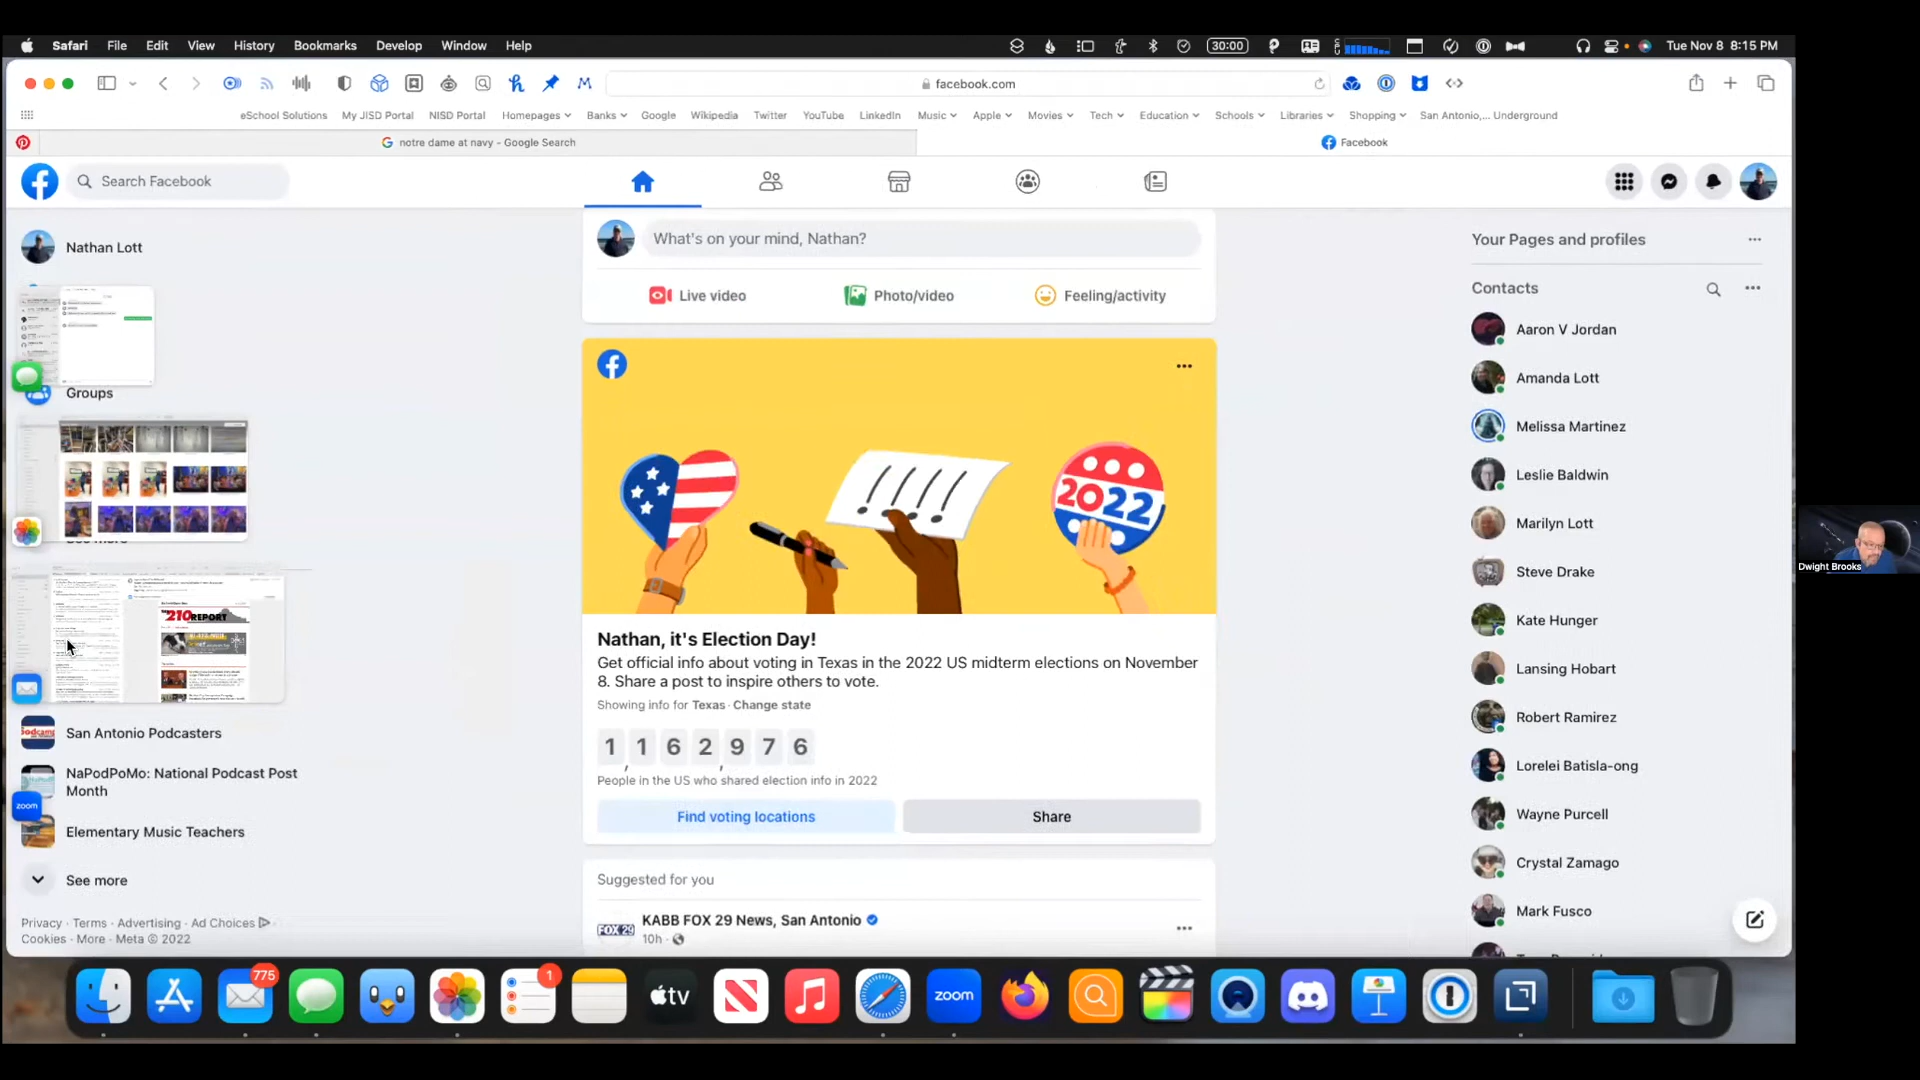 Safari File Edit View History Bookmarks Develop Window Help
30:00
Tue Nov 8 8:15 PM
facebook.com
eSchool Solutions My JISD Portal NISD Portal Homepages Banks Google Wikipedia Twitter YouTube LinkedIn Music Apple Movies Tech Education Schools Libraries Shopping San Antonio,... Underground
notre dame at navy - Google Search
Facebook
Search Facebook
Nathan Lott
Groups
210 REPORT
San Antonio Podcasters
NaPodPoMo: National Podcast Post
Month
zoom
Elementary Music Teachers
See more
Privacy · Terms · Advertising · Ad Choices
Cookies · More · Meta © 2022
What's on your mind, Nathan?
Live video
Photo/video
Feeling/activity
2022
Nathan, it's Election Day!
Get official info about voting in Texas in the 2022 US midterm elections on November
8. Share a post to inspire others to vote.
Showing info for Texas · Change state
1,162,976
People in the US who shared election info in 2022
Find voting locations
Share
Suggested for you
FOX 29
KABB FOX 29 News, San Antonio
10h ·
Your Pages and profiles
Contacts
Aaron V Jordan
Amanda Lott
Melissa Martinez
Leslie Baldwin
Marilyn Lott
Steve Drake
Kate Hunger
Lansing Hobart
Robert Ramirez
Lorelei Batisla-ong
Wayne Purcell
Crystal Zamago
Mark Fusco
Dwight Brooks
775
1
tv
zoom